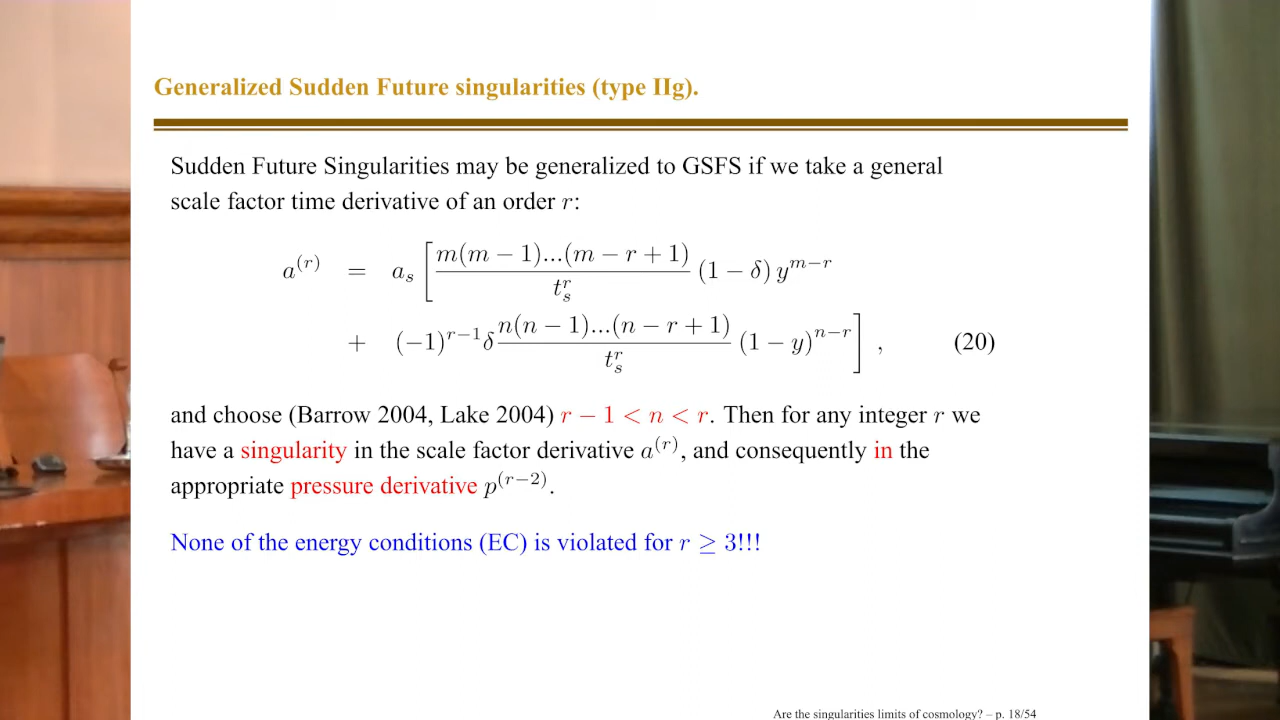 Generalized Sudden Future singularities (type IIg).
Sudden Future Singularities may be generalized to GSFS if we take a general
scale factor time derivative of an order r:
a^{(r)} = a_s [ \frac{m(m − 1)...(m − r + 1)}{t_s^r} (1 − δ) y^{m−r}
+ (−1)^{r−1} δ \frac{n(n − 1)...(n − r + 1)}{t_s^r} (1 − y)^{n−r} ] , (20)
and choose (Barrow 2004, Lake 2004) r − 1 < n < r. Then for any integer r we
have a singularity in the scale factor derivative a^{(r)}, and consequently in the
appropriate pressure derivative p^{(r−2)}.
None of the energy conditions (EC) is violated for r ≥ 3!!!
Are the singularities limits of cosmology? – p. 18/54